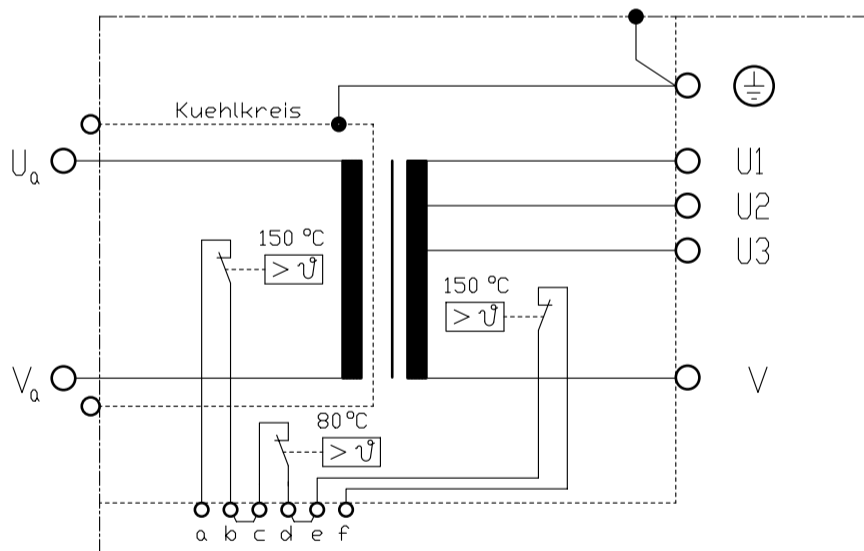 Kuehlkreis
Ua
U1
U2
U3
150 °C
> ϑ
150 °C
> ϑ
Va
V
80 °C
> ϑ
a b c d e f